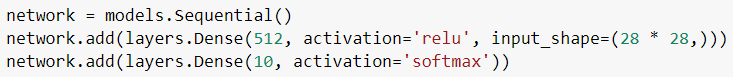 network = models.Sequential()
network.add(layers.Dense(512, activation='relu', input_shape=(28 * 28,)))
network.add(layers.Dense(10, activation='softmax'))